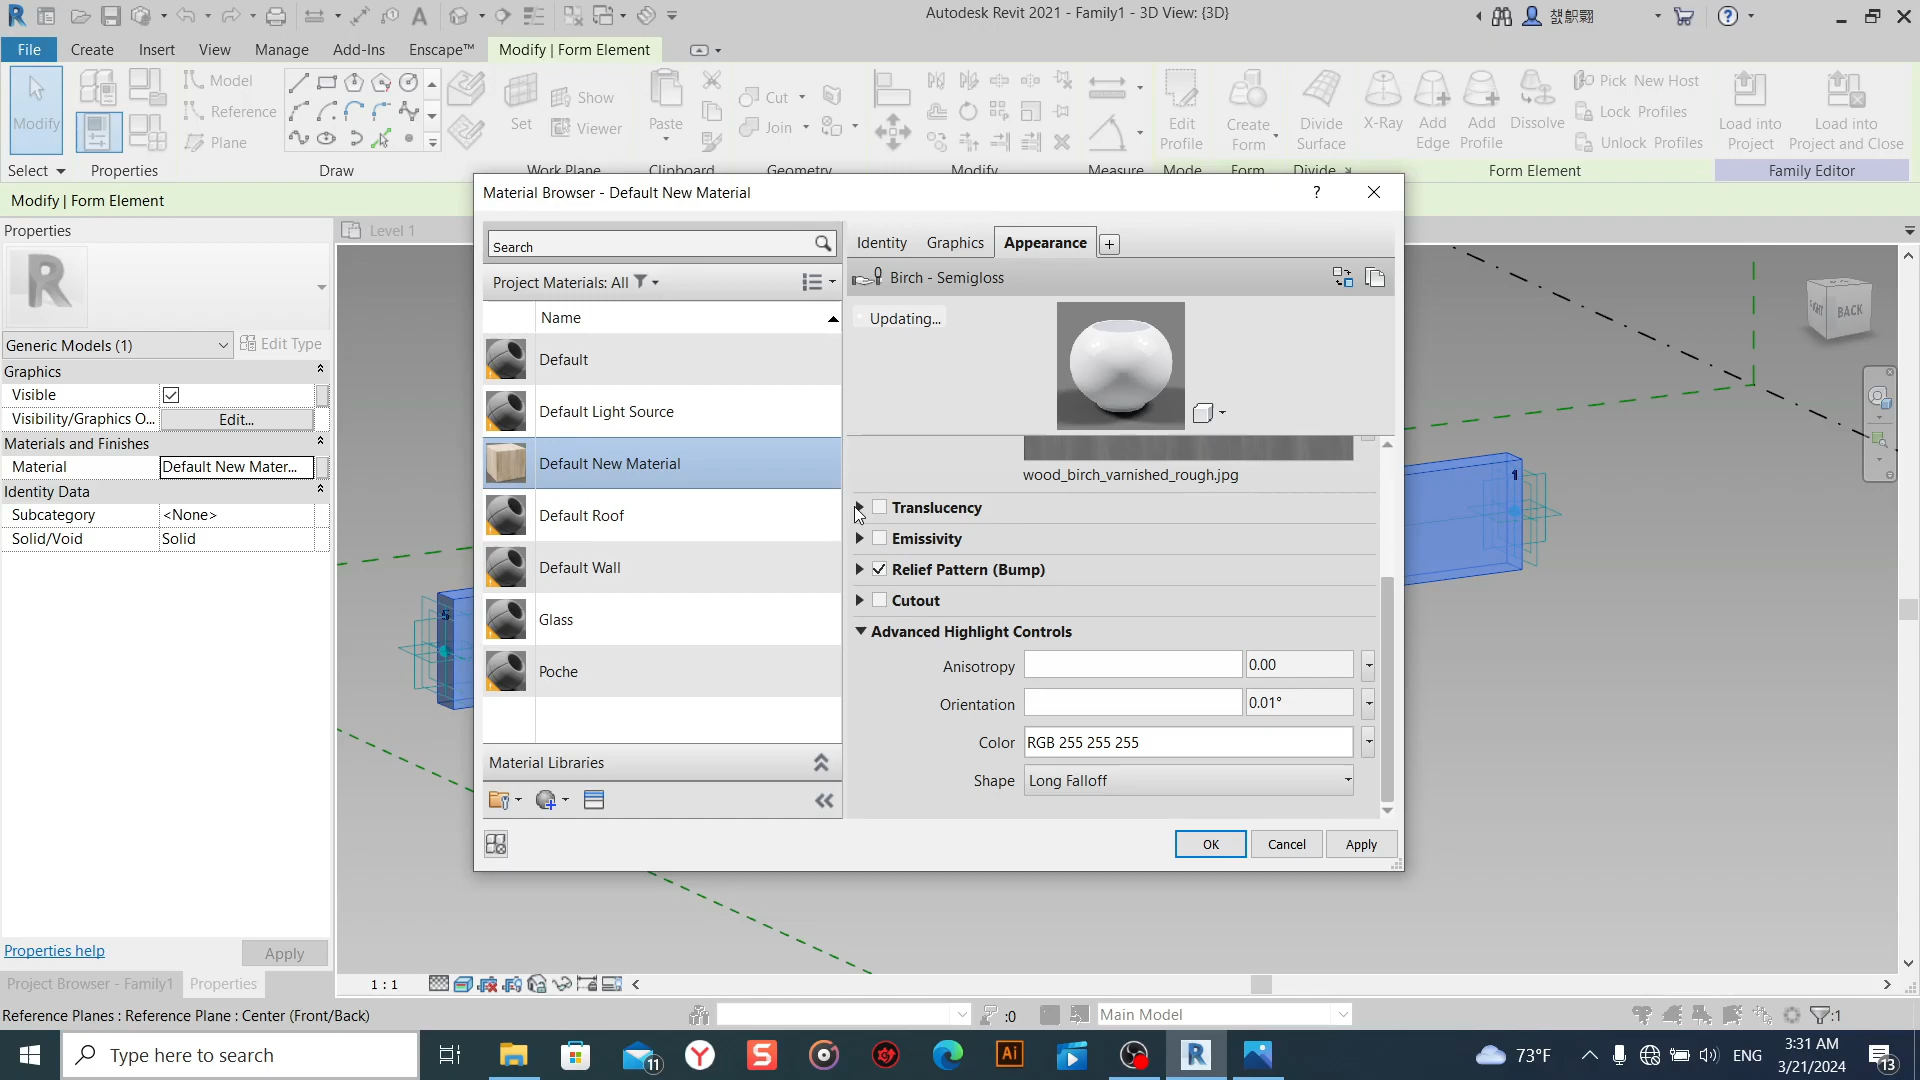 Autodesk Revit 2021 - Family1 - 3D View: {3D}
File Create Insert View Manage Add-Ins Enscape™ Modify | Form Element
Modify
Model
Reference
Plane
Set
Show
Viewer
Paste
Cut
Join
Edit Profile
Create Form
Divide Surface
X-Ray
Add Edge
Add Profile
Dissolve
Pick New Host
Lock Profiles
Unlock Profiles
Load into Project
Load into Project and Close
Select Properties Draw Work Plane Clipboard Geometry Modify Measure Mode Form Divide Form Element Family Editor
Modify | Form Element
Properties
Level 1
Generic Models (1)
Edit Type
Graphics
Visible
Visibility/Graphics O... Edit...
Materials and Finishes
Material Default New Mater...
Identity Data
Subcategory <None>
Solid/Void Solid
Properties help
Apply
Project Browser - Family1 Properties
Material Browser - Default New Material
Search
Project Materials: All
Name
Default
Default Light Source
Default New Material
Default Roof
Default Wall
Glass
Poche
Material Libraries
Identity Graphics Appearance
Birch - Semigloss
Updating...
wood_birch_varnished_rough.jpg
Translucency
Emissivity
Relief Pattern (Bump)
Cutout
Advanced Highlight Controls
Anisotropy 0.00
Orientation 0.01°
Color RGB 255 255 255
Shape Long Falloff
OK Cancel Apply
BACK
1
5
1 : 1
Reference Planes : Reference Plane : Center (Front/Back)
:0
Main Model
:1
Type here to search
11
73°F
ENG
3:31 AM
3/21/2024
13